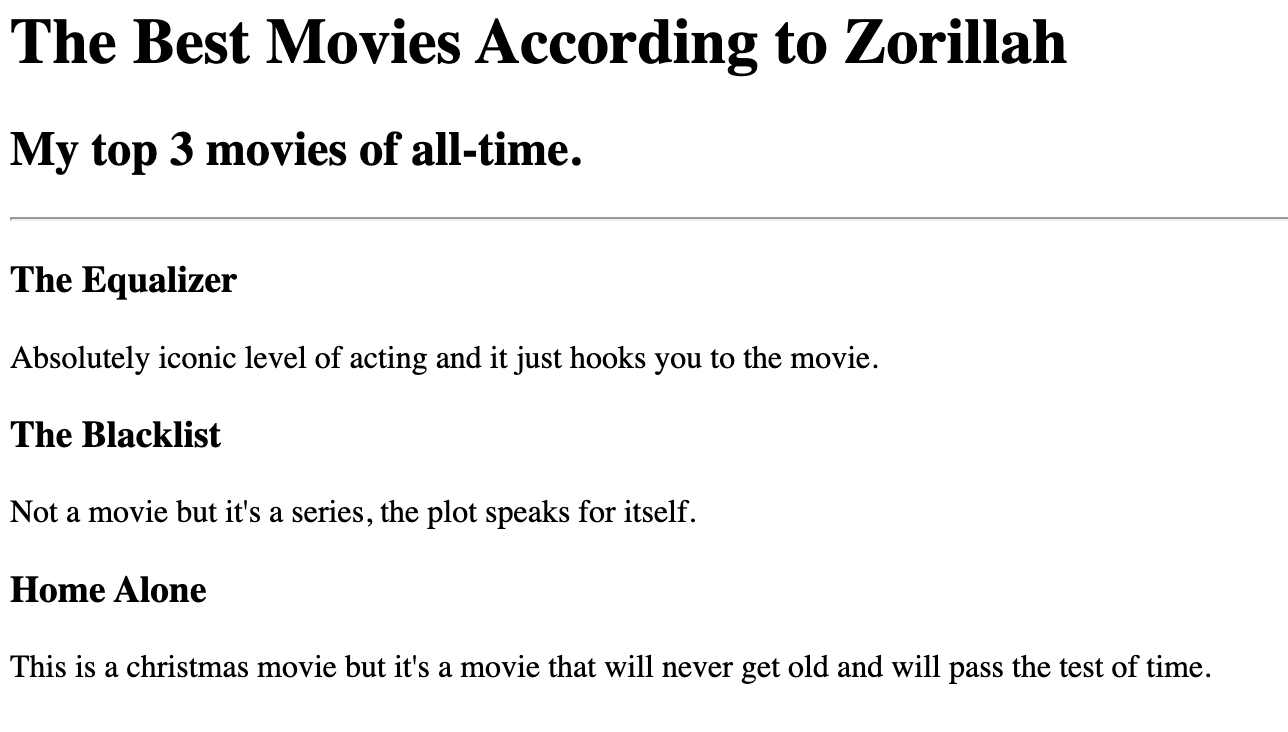 The Best Movies According to Zorillah
My top 3 movies of all-time.
The Equalizer
Absolutely iconic level of acting and it just hooks you to the movie.
The Blacklist
Not a movie but it's a series, the plot speaks for itself.
Home Alone
This is a christmas movie but it's a movie that will never get old and will pass the test of time.